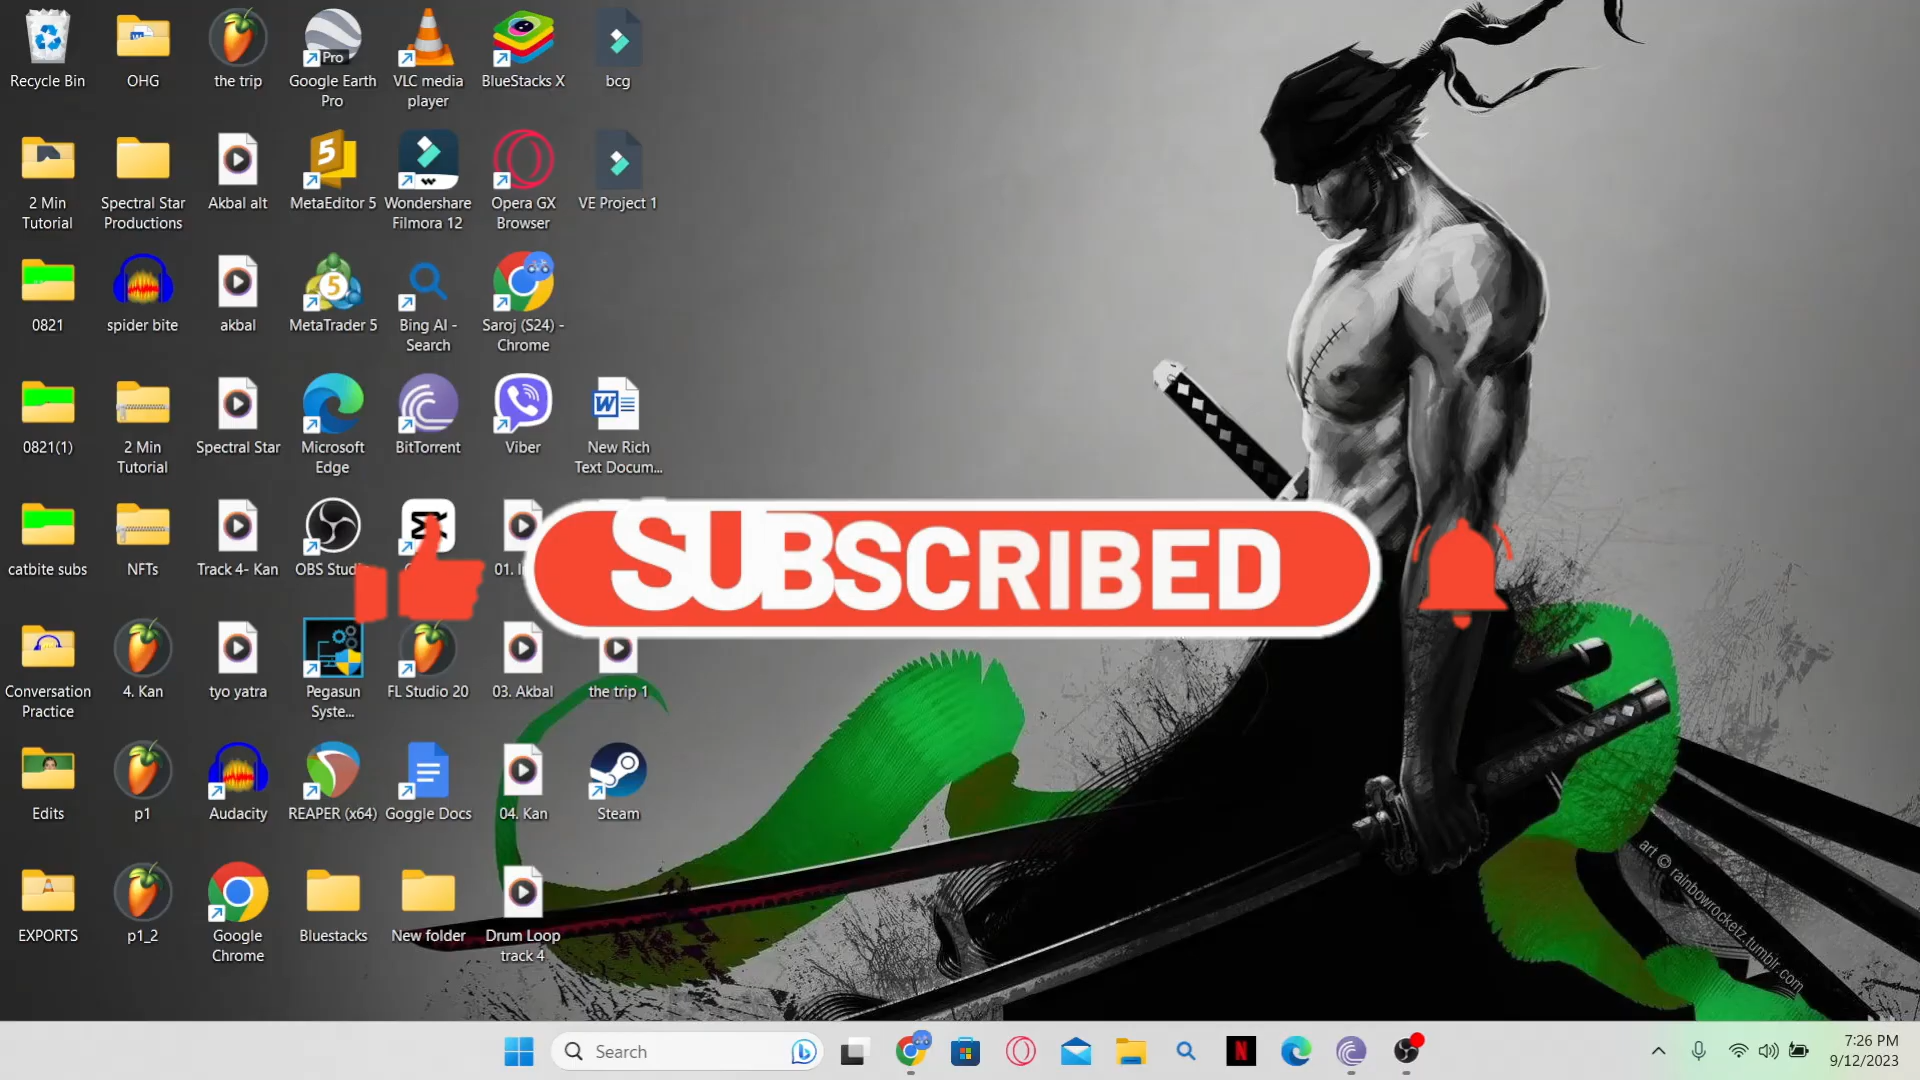 Recycle Bin
OHG
the trip
Google Earth
Pro
VLC media
player
BlueStacks X
bcg
2 Min
Tutorial
Spectral Star
Productions
Akbal alt
MetaEditor 5
Wondershare
Filmora 12
Opera GX
Browser
VE Project 1
0821
spider bite
akbal
MetaTrader 5
Bing AI -
Search
Saroj (S24) -
Chrome
0821(1)
2 Min
Tutorial
Spectral Star
Microsoft
Edge
BitTorrent
Viber
New Rich
Text Docum...
catbite subs
NFTs
Track 4- Kan
SUBSCRIBED
Conversation
Practice
4. Kan
tyo yatra
Pegasun
Syste...
FL Studio 20
03. Akbal
the trip 1
Edits
p1
Audacity
REAPER (x64)
Goggle Docs
04. Kan
Steam
EXPORTS
p1_2
Google
Chrome
Bluestacks
New folder
Drum Loop
track 4
art © rainbowrocketz.tumblr.com
Search
7:26 PM
9/12/2023